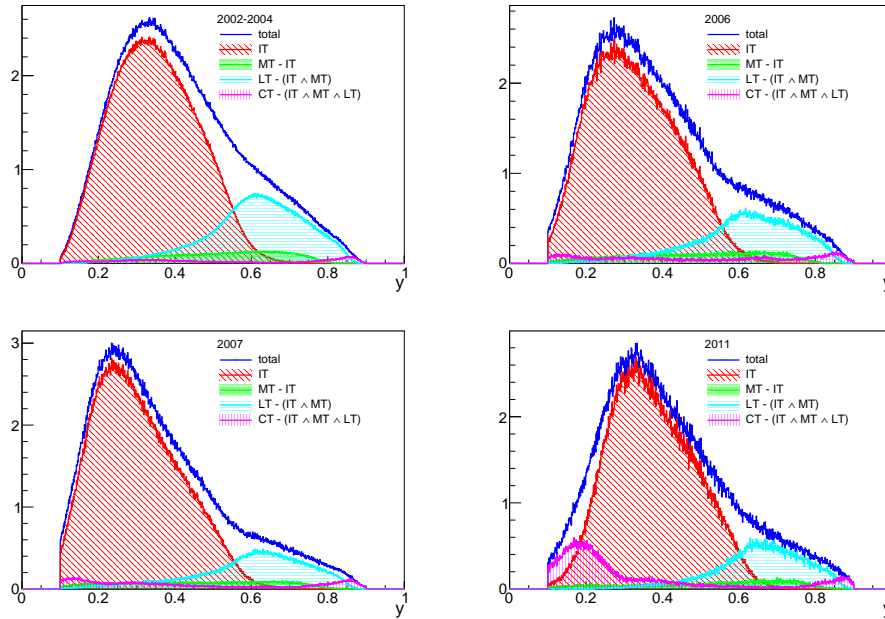 2002-2004
total
IT
MT - IT
LT - (IT ∧ MT)
CT - (IT ∧ MT ∧ LT)
2
1
0
0 0.2 0.4 0.6 0.8 1
y
2006
total
IT
MT - IT
LT - (IT ∧ MT)
CT - (IT ∧ MT ∧ LT)
2
1
0
0 0.2 0.4 0.6 0.8
y
2007
total
IT
MT - IT
LT - (IT ∧ MT)
CT - (IT ∧ MT ∧ LT)
3
2
1
0
0 0.2 0.4 0.6 0.8 1
y
2011
total
IT
MT - IT
LT - (IT ∧ MT)
CT - (IT ∧ MT ∧ LT)
2
1
0
0 0.2 0.4 0.6 0.8
y